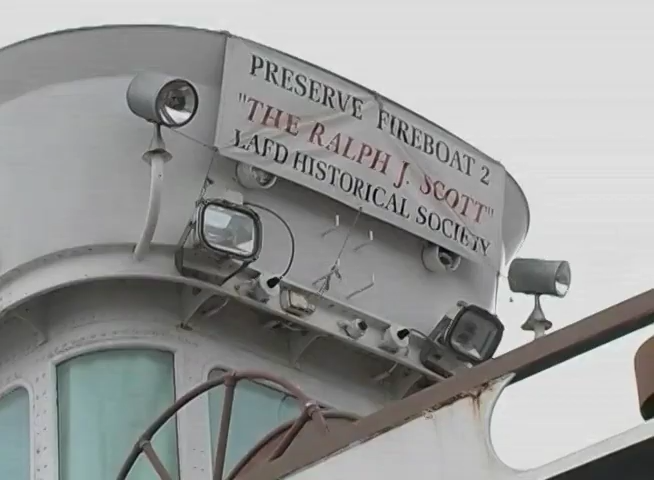 PRESERVE FIREBOAT 2
"THE RALPH J. SCOTT"
LAFD HISTORICAL SOCIETY